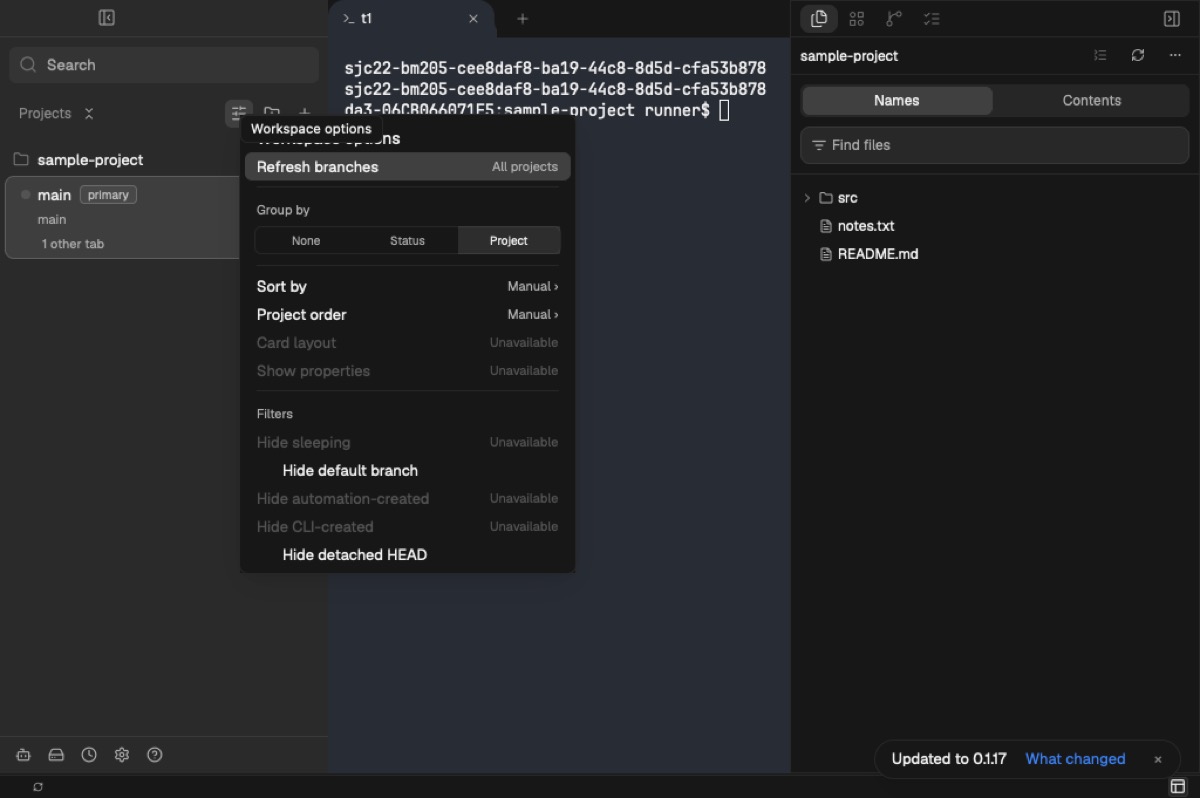 t1
Search
Projects
sample-project
main primary
main
1 other tab
sjc22-bm205-cee8daf8-ba19-44c8-8d5d-cfa53b878
sjc22-bm205-cee8daf8-ba19-44c8-8d5d-cfa53b878
da3-06CB066071F5:sample-project runner$
Workspace options
Workspace options
Refresh branches All projects
Group by
None Status Project
Sort by Manual ›
Project order Manual ›
Card layout Unavailable
Show properties Unavailable
Filters
Hide sleeping Unavailable
Hide default branch
Hide automation-created Unavailable
Hide CLI-created Unavailable
Hide detached HEAD
sample-project
Names Contents
Find files
src
notes.txt
README.md
Updated to 0.1.17 What changed